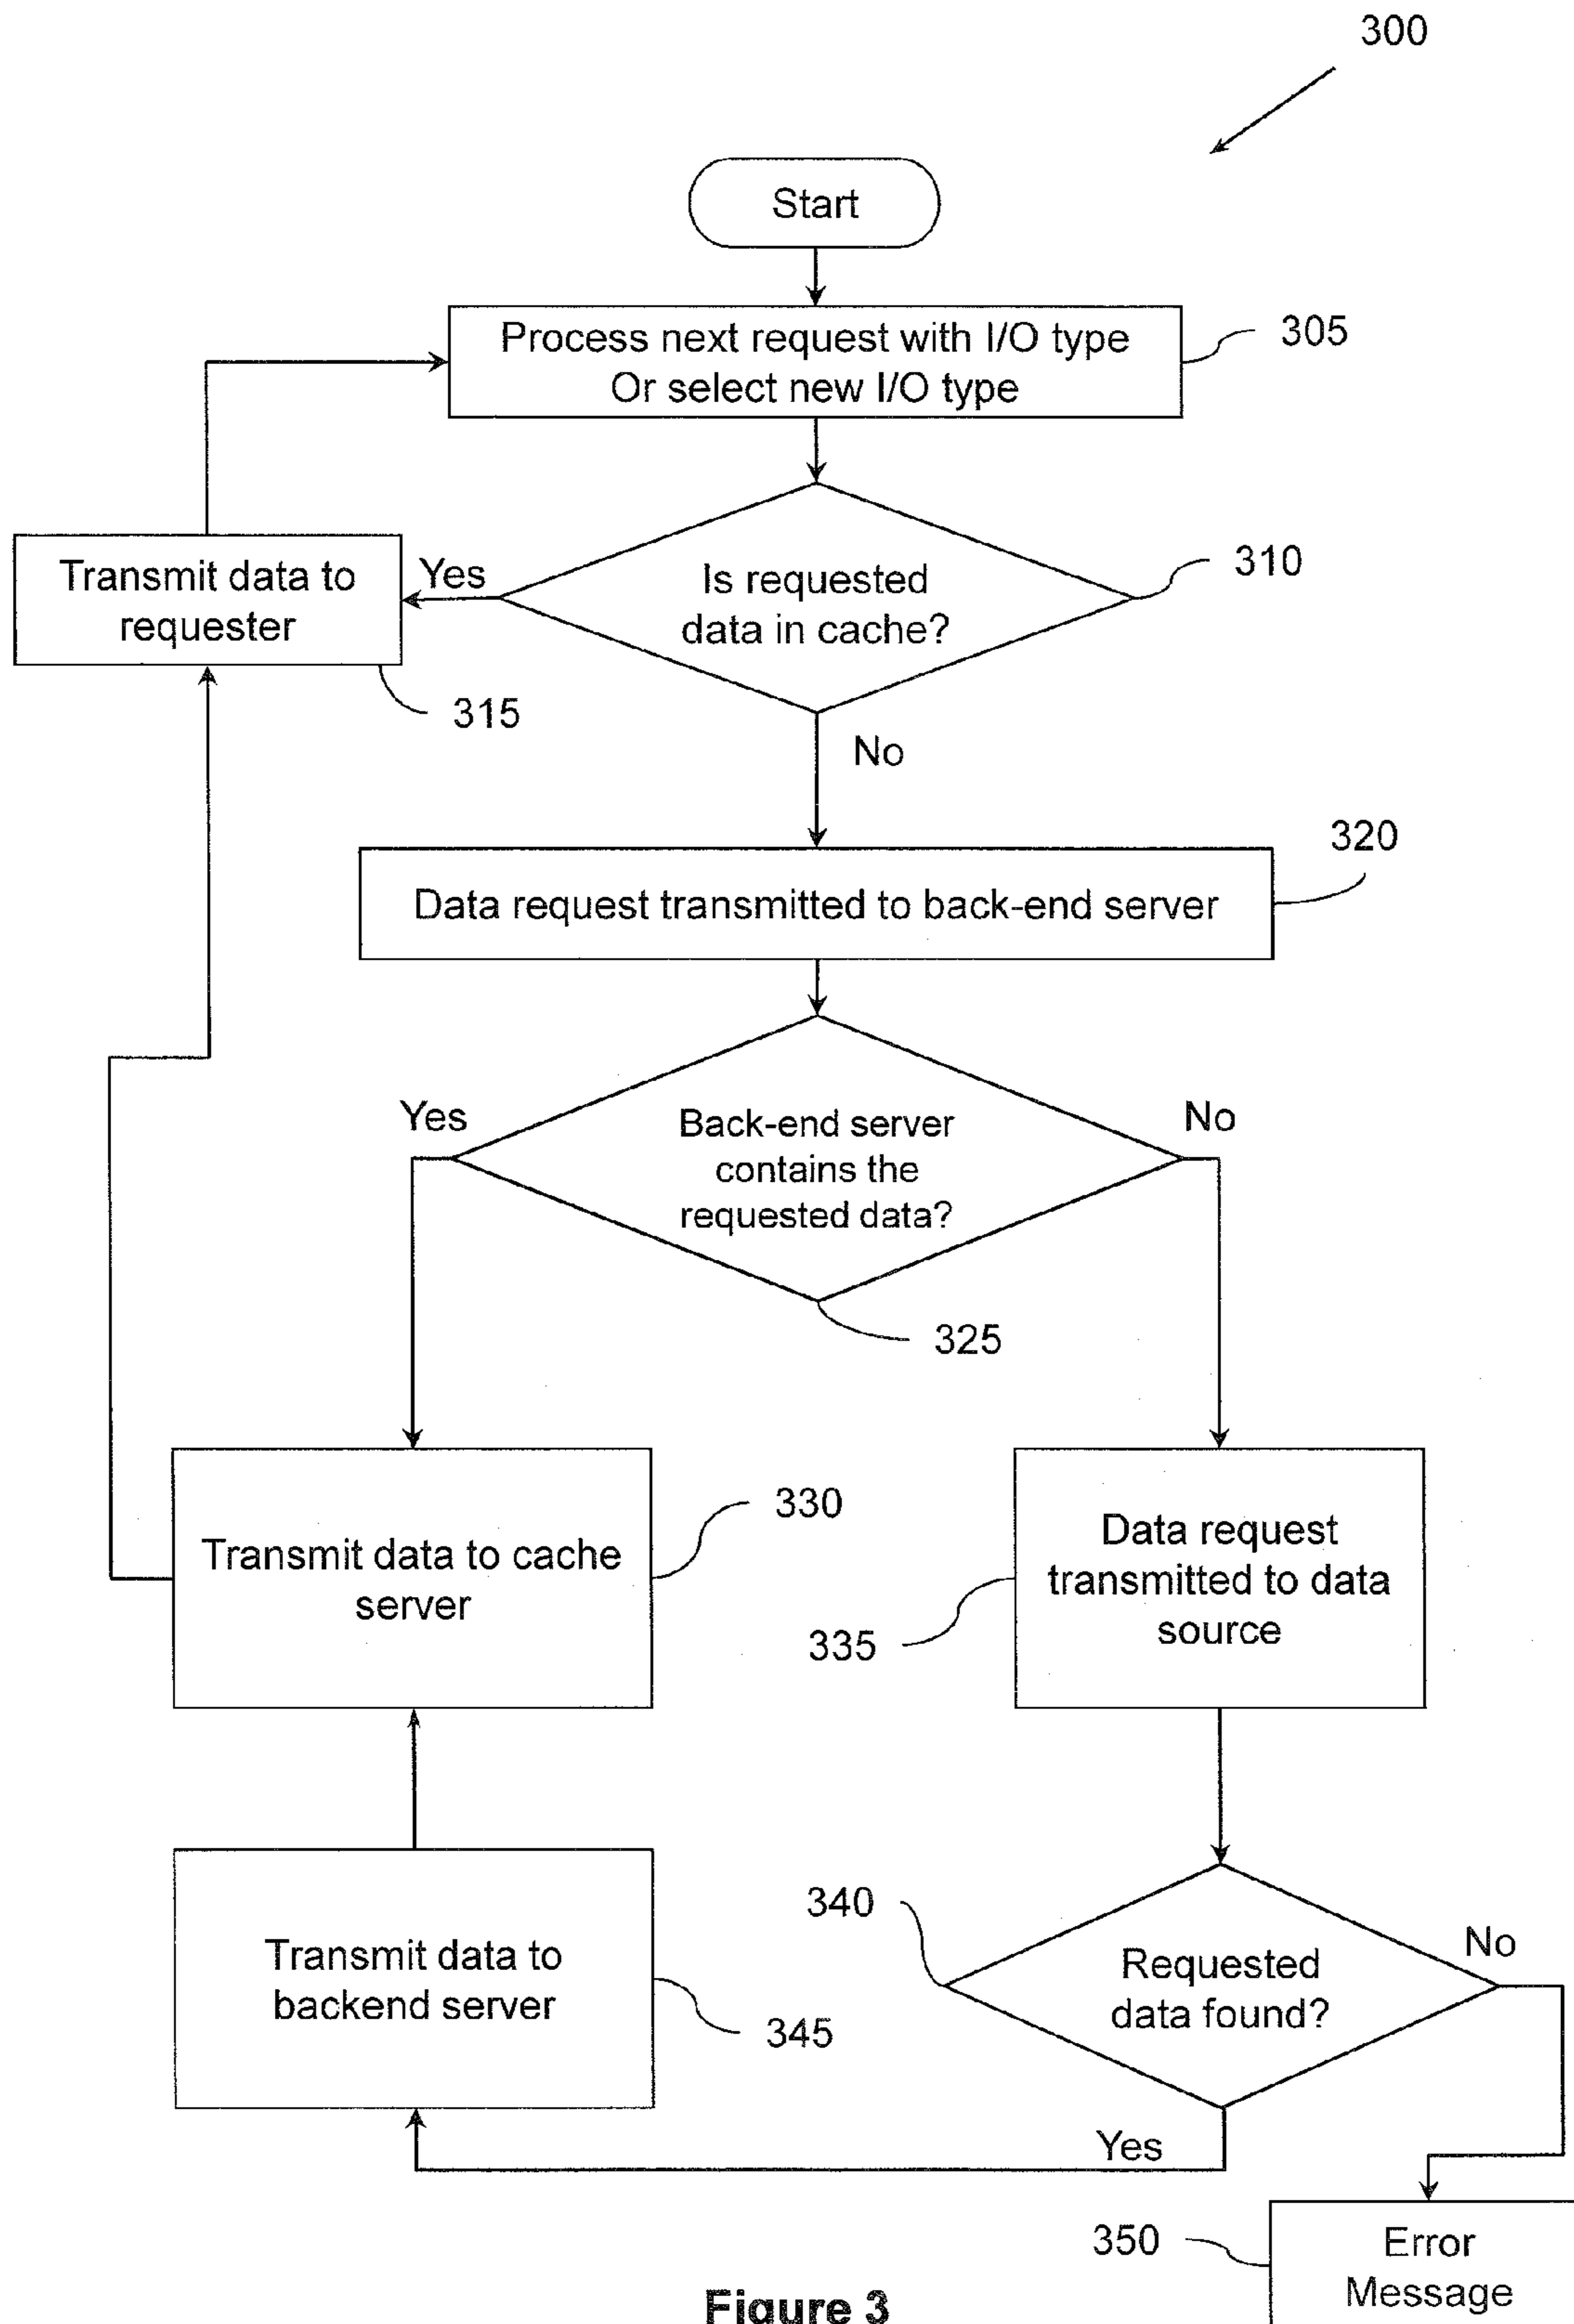 300
Start
Process next request with I/O type
Or select new I/O type
305
Is requested
data in cache?
310
Yes
Transmit data to
requester
315
No
320
Data request transmitted to back-end server
Yes
Back-end server
contains the
requested data?
No
325
Transmit data to cache
server
330
Data request
transmitted to data
source
335
340
Requested
data found?
No
Transmit data to
backend server
345
Yes
350
Error
Message
Figure 3